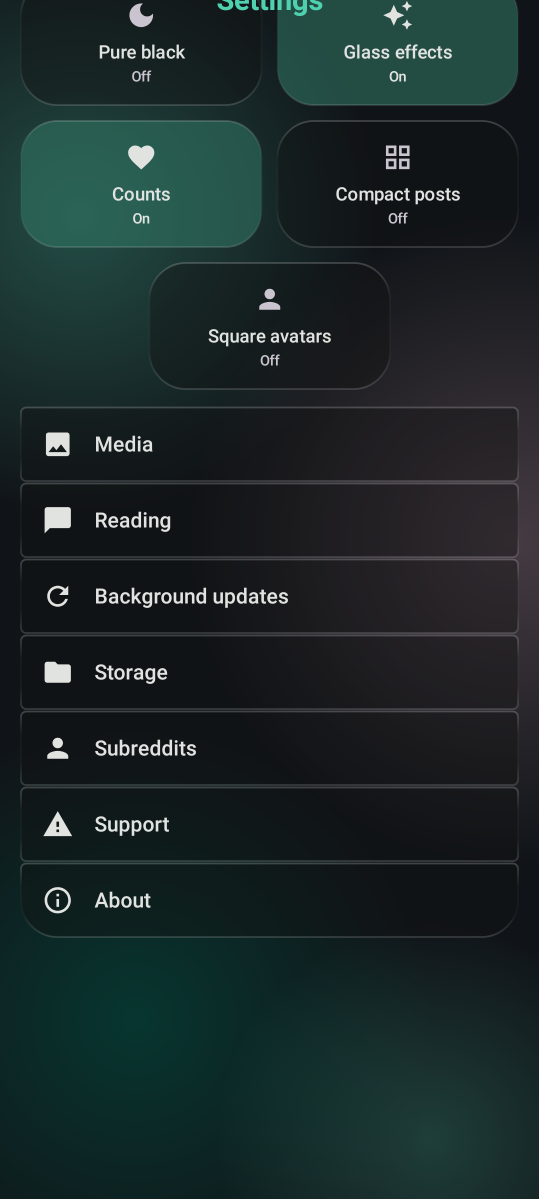 Settings
Pure black
Off
Glass effects
On
Counts
On
Compact posts
Off
Square avatars
Off
Media
Reading
Background updates
Storage
Subreddits
Support
About